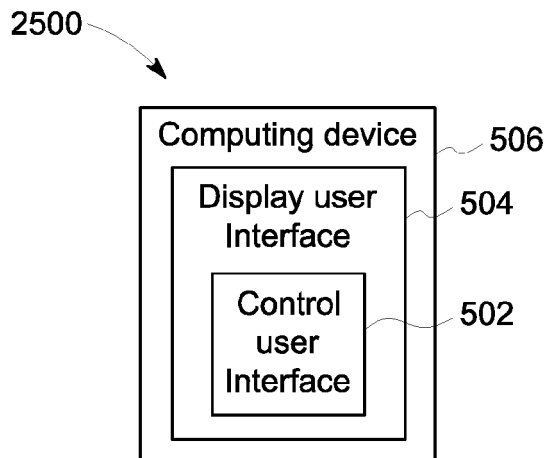 2500
Computing device
506
Display user
Interface
504
Control
user
Interface
502